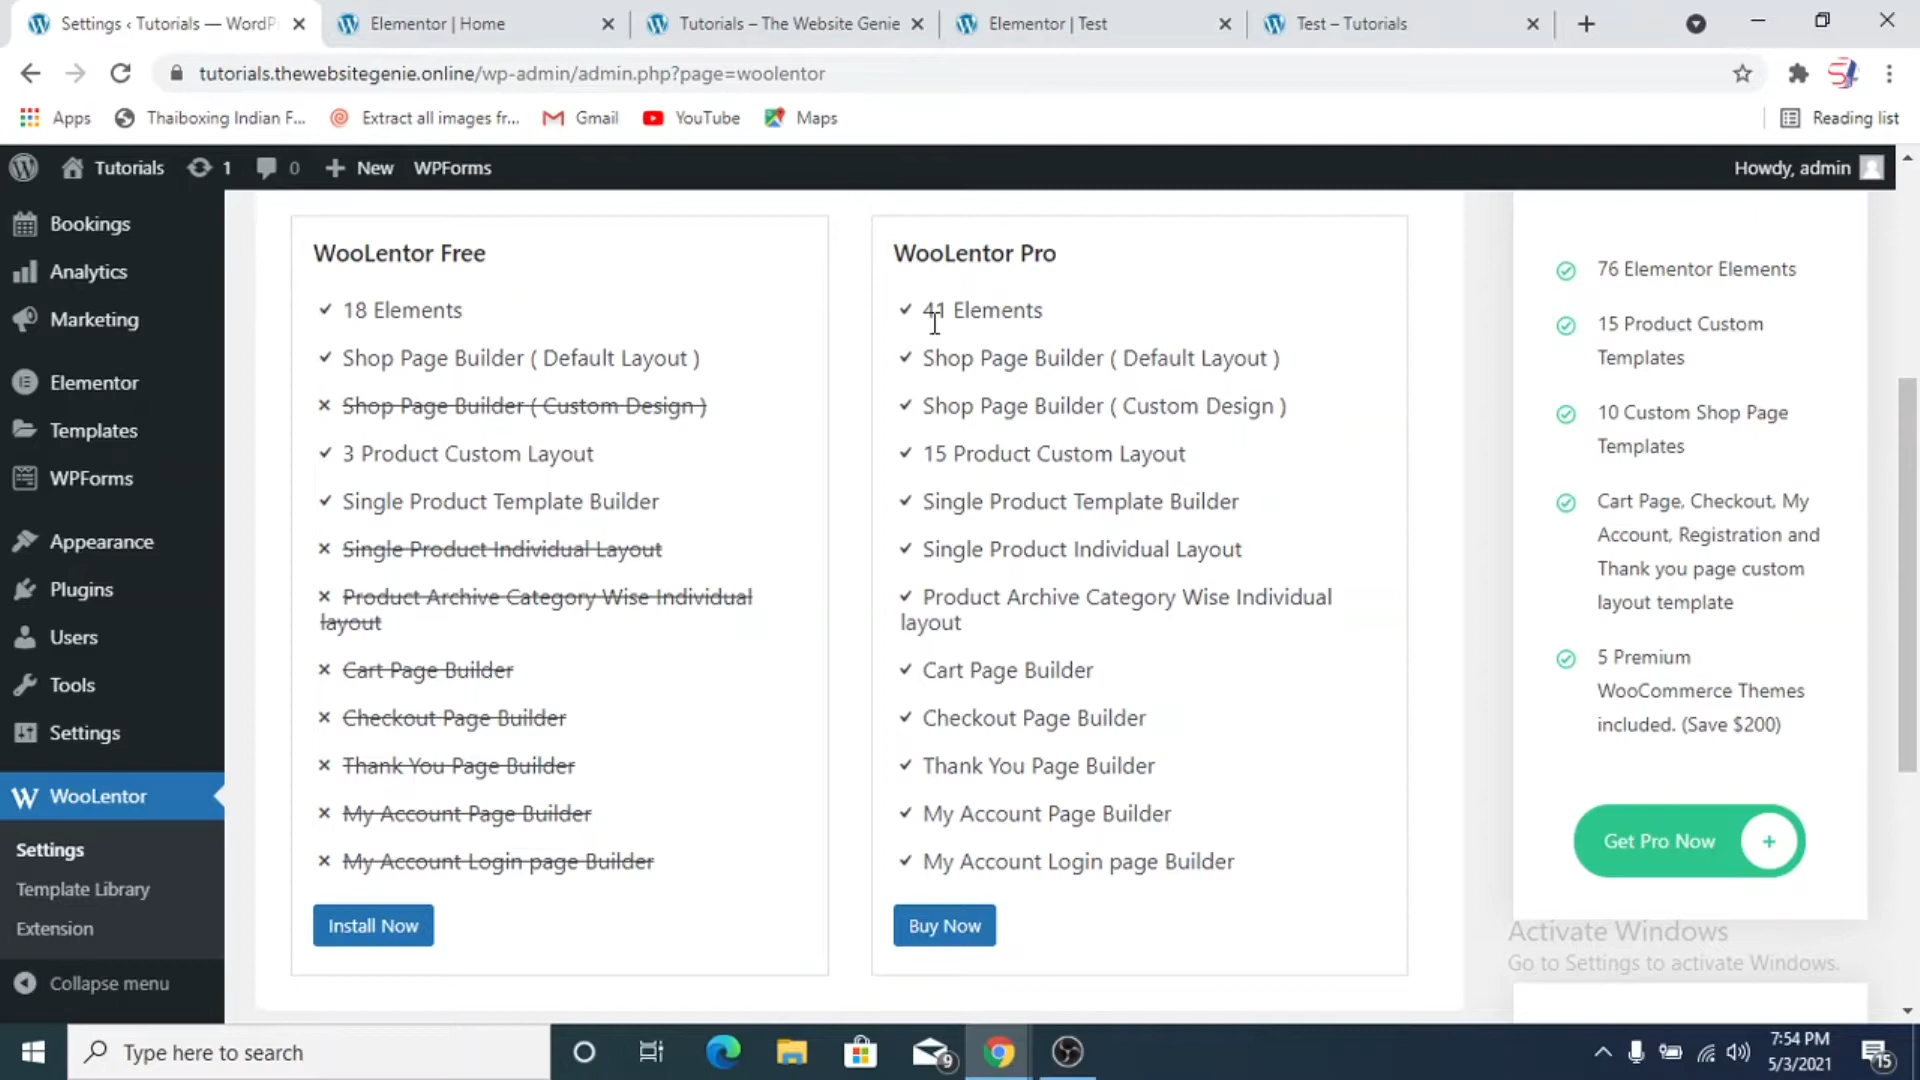 Settings ‹ Tutorials — WordP
Elementor | Home
Tutorials – The Website Genie
Elementor | Test
Test – Tutorials
tutorials.thewebsitegenie.online/wp-admin/admin.php?page=woolentor
Apps
Thaiboxing Indian F...
Extract all images fr...
Gmail
YouTube
Maps
Reading list
Tutorials
1
0
New
WPForms
Howdy, admin
Bookings
Analytics
Marketing
Elementor
Templates
WPForms
Appearance
Plugins
Users
Tools
Settings
WooLentor
Settings
Template Library
Extension
Collapse menu
WooLentor Free
18 Elements
Shop Page Builder ( Default Layout )
Shop Page Builder ( Custom Design )
3 Product Custom Layout
Single Product Template Builder
Single Product Individual Layout
Product Archive Category Wise Individual
layout
Cart Page Builder
Checkout Page Builder
Thank You Page Builder
My Account Page Builder
My Account Login page Builder
Install Now
WooLentor Pro
41 Elements
Shop Page Builder ( Default Layout )
Shop Page Builder ( Custom Design )
15 Product Custom Layout
Single Product Template Builder
Single Product Individual Layout
Product Archive Category Wise Individual
layout
Cart Page Builder
Checkout Page Builder
Thank You Page Builder
My Account Page Builder
My Account Login page Builder
Buy Now
76 Elementor Elements
15 Product Custom
Templates
10 Custom Shop Page
Templates
Cart Page, Checkout, My
Account, Registration and
Thank you page custom
layout template
5 Premium
WooCommerce Themes
included. (Save $200)
Get Pro Now
Activate Windows
Go to Settings to activate Windows.
Type here to search
9
7:54 PM
5/3/2021
15